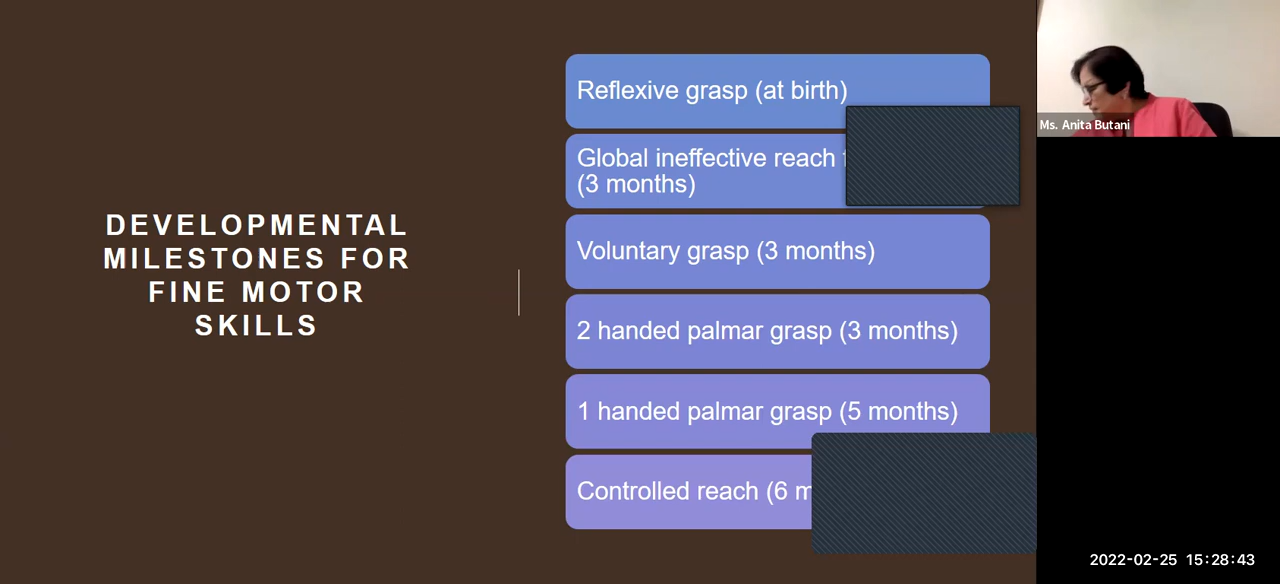 DEVELOPMENTAL
MILESTONES FOR
FINE MOTOR
SKILLS
Reflexive grasp (at birth)
Global ineffective reach
(3 months)
Voluntary grasp (3 months)
2 handed palmar grasp (3 months)
1 handed palmar grasp (5 months)
Controlled reach (6
Ms. Anita Butani
2022-02-25 15:28:43